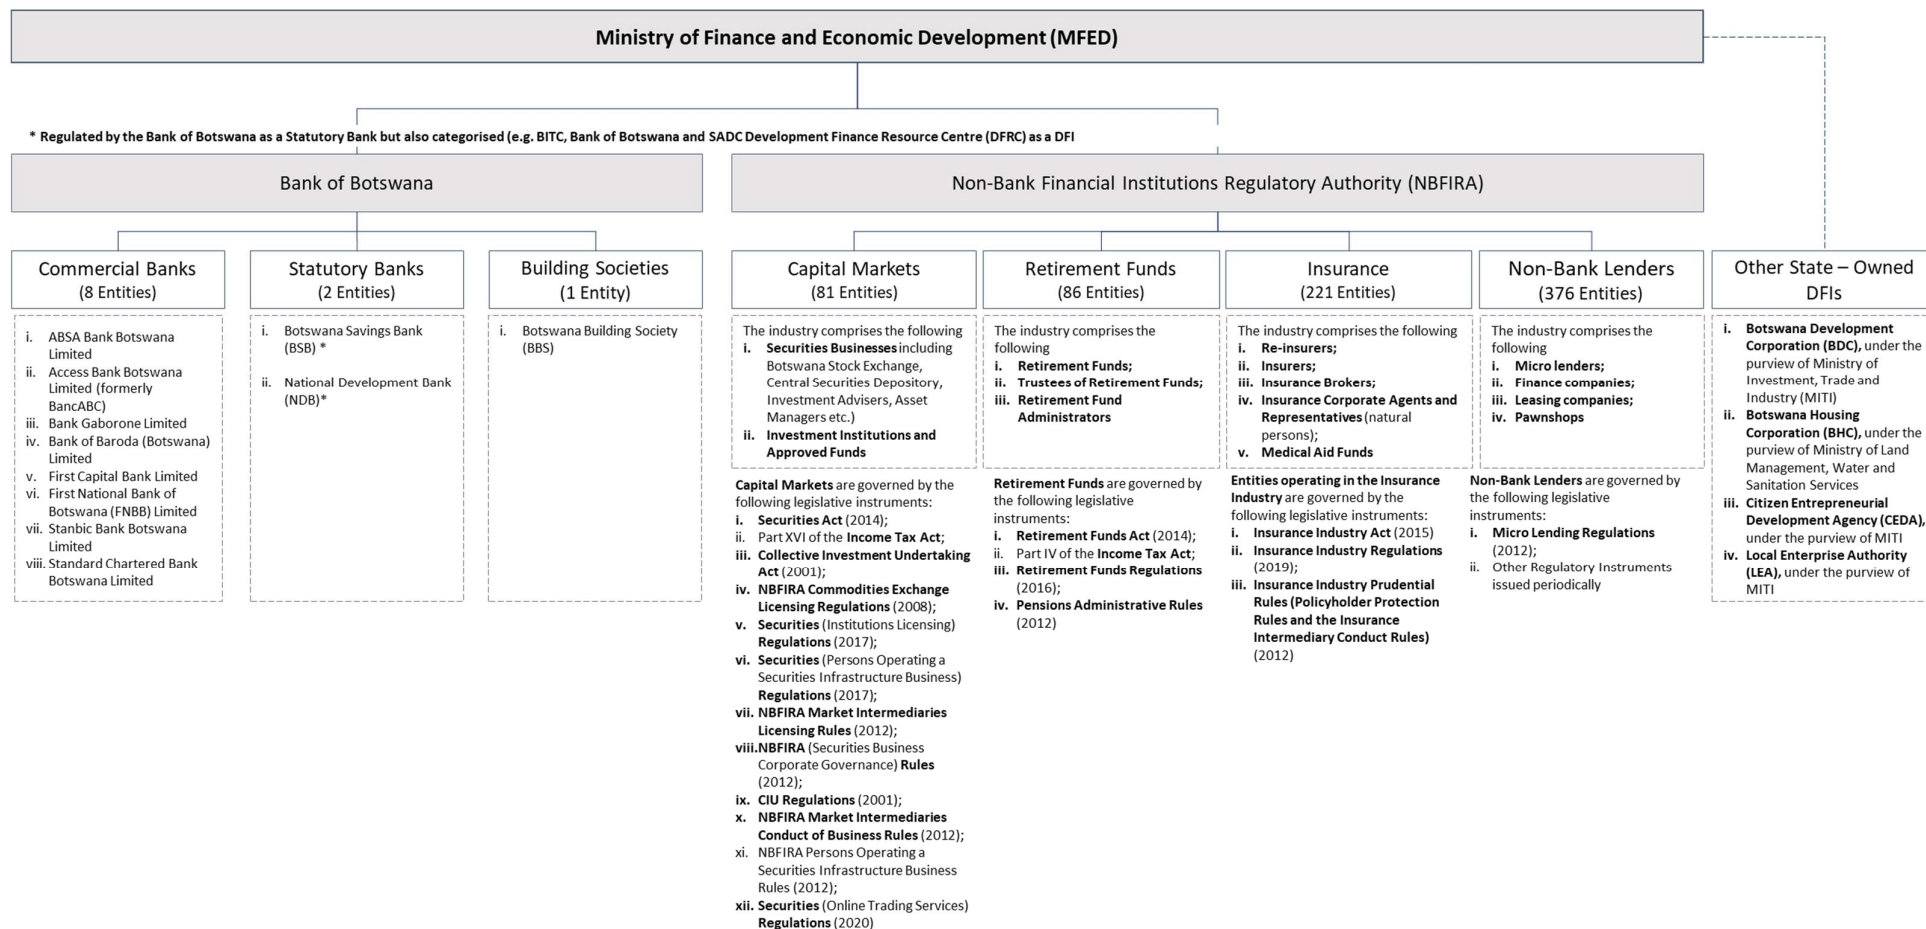 Ministry of Finance and Economic Development (MFED)
* Regulated by the Bank of Botswana as a Statutory Bank but also categorised (e.g. BITC, Bank of Botswana and SADC Development Finance Resource Centre (DFRC) as a DFI
Bank of Botswana
Non-Bank Financial Institutions Regulatory Authority (NBFIRA)
Commercial Banks
(8 Entities)
i. ABSA Bank Botswana
Limited
ii. Access Bank Botswana
Limited (formerly
BancABC)
iii. Bank Gaborone Limited
iv. Bank of Baroda (Botswana)
Limited
v. First Capital Bank Limited
vi. First National Bank of
Botswana (FNBB) Limited
vii. Stanbic Bank Botswana
Limited
viii. Standard Chartered Bank
Botswana Limited
Statutory Banks
(2 Entities)
i. Botswana Savings Bank
(BSB) *
ii. National Development Bank
(NDB)*
Building Societies
(1 Entity)
i. Botswana Building Society
(BBS)
Capital Markets
(81 Entities)
The industry comprises the following
i. Securities Businesses including
Botswana Stock Exchange,
Central Securities Depository,
Investment Advisers, Asset
Managers etc.)
ii. Investment Institutions and
Approved Funds
Capital Markets are governed by the
following legislative instruments:
i. Securities Act (2014);
ii. Part XVI of the Income Tax Act;
iii. Collective Investment Undertaking
Act (2001);
iv. NBFIRA Commodities Exchange
Licensing Regulations (2008);
v. Securities (Institutions Licensing)
Regulations (2017);
vi. Securities (Persons Operating a
Securities Infrastructure Business)
Regulations (2017);
vii. NBFIRA Market Intermediaries
Licensing Rules (2012);
viii.NBFIRA (Securities Business
Corporate Governance) Rules
(2012);
ix. CIU Regulations (2001);
x. NBFIRA Market Intermediaries
Conduct of Business Rules (2012);
xi. NBFIRA Persons Operating a
Securities Infrastructure Business
Rules (2012);
xii. Securities (Online Trading Services)
Regulations (2020)
Retirement Funds
(86 Entities)
The industry comprises the
following
i. Retirement Funds;
ii. Trustees of Retirement Funds;
iii. Retirement Fund
Administrators
Retirement Funds are governed by
the following legislative
instruments:
i. Retirement Funds Act (2014);
ii. Part IV of the Income Tax Act;
iii. Retirement Funds Regulations
(2016);
iv. Pensions Administrative Rules
(2012)
Insurance
(221 Entities)
The industry comprises the following
i. Re-insurers;
ii. Insurers;
iii. Insurance Brokers;
iv. Insurance Corporate Agents and
Representatives (natural
persons);
v. Medical Aid Funds
Entities operating in the Insurance
Industry are governed by the
following legislative instruments:
i. Insurance Industry Act (2015)
ii. Insurance Industry Regulations
(2019);
iii. Insurance Industry Prudential
Rules (Policyholder Protection
Rules and the Insurance
Intermediary Conduct Rules)
(2012)
Non-Bank Lenders
(376 Entities)
The industry comprises the
following
i. Micro lenders;
ii. Finance companies;
iii. Leasing companies;
iv. Pawnshops
Non-Bank Lenders are governed by
the following legislative
instruments:
i. Micro Lending Regulations
(2012);
ii. Other Regulatory Instruments
issued periodically
Other State – Owned
DFIs
i. Botswana Development
Corporation (BDC), under the
purview of Ministry of
Investment, Trade and
Industry (MITI)
ii. Botswana Housing
Corporation (BHC), under the
purview of Ministry of Land
Management, Water and
Sanitation Services
iii. Citizen Entrepreneurial
Development Agency (CEDA),
under the purview of MITI
iv. Local Enterprise Authority
(LEA), under the purview of
MITI